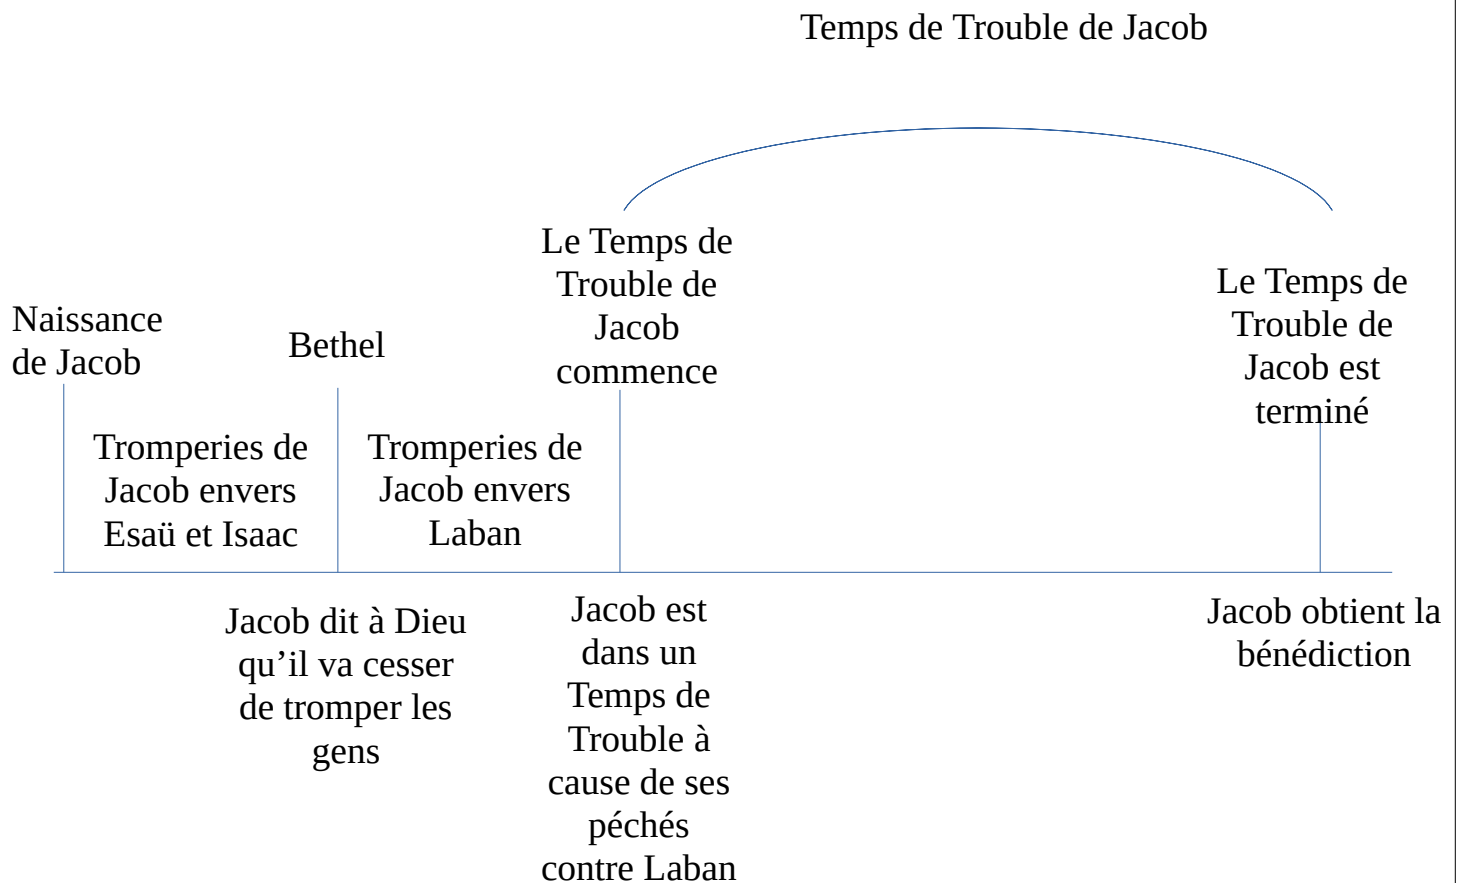 Temps de Trouble de Jacob
Naissance
de Jacob
Bethel
Le Temps de
Trouble de
Jacob
commence
Le Temps de
Trouble de
Jacob est
terminé
Tromperies de
Jacob envers
Esaü et Isaac
Tromperies de
Jacob envers
Laban
Jacob dit à Dieu
qu’il va cesser
de tromper les
gens
Jacob est
dans un
Temps de
Trouble à
cause de ses
péchés
contre Laban
Jacob obtient la
bénédiction